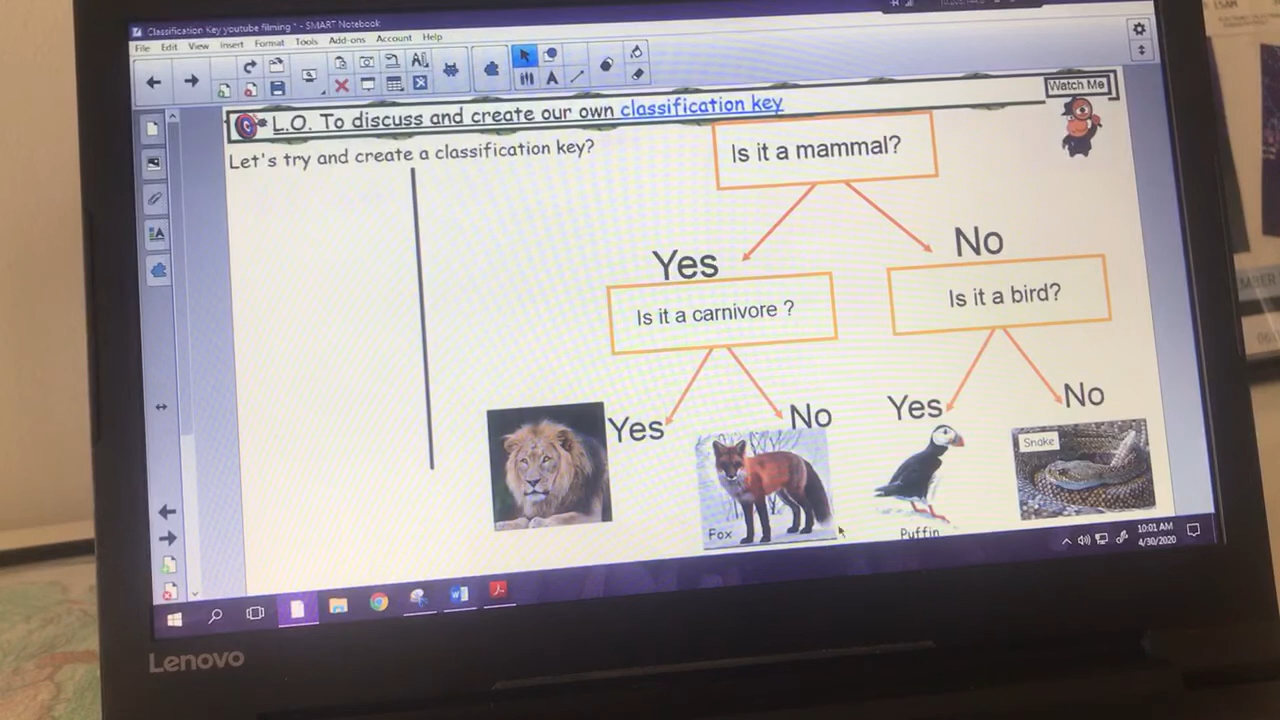 Classification Key youtube filming * - SMART Notebook
File Edit View Insert Format Tools Add-ons Account Help
Watch Me
L.O. To discuss and create our own classification key
Let's try and create a classification key?
Is it a mammal?
Yes
No
Is it a carnivore ?
Is it a bird?
Yes
No
Yes
No
Snake
Fox
Puffin
10:01 AM
4/30/2020
Lenovo